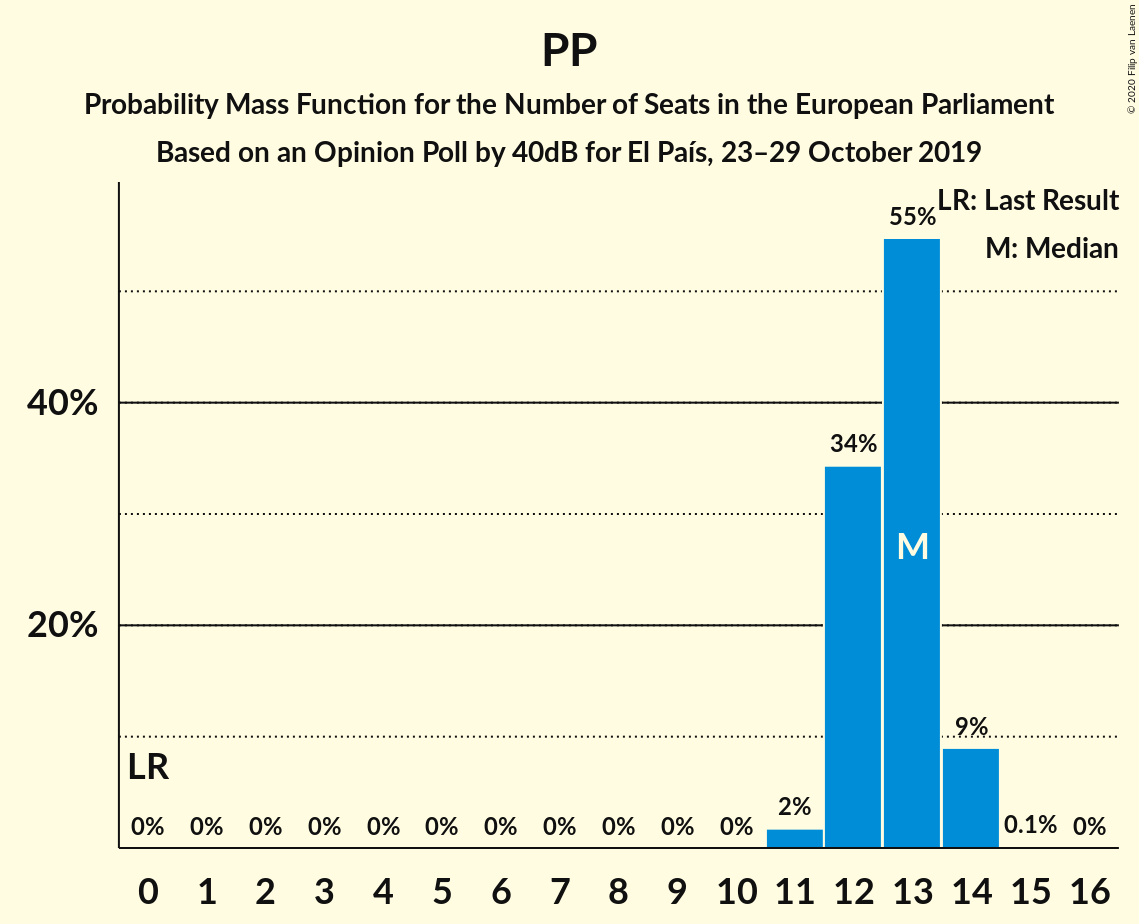 PP
Probability Mass Function for the Number of Seats in the European Parliament
Based on an Opinion Poll by 40dB for El País, 23–29 October 2019
© 2020 Filip van Laenen
LR: Last Result
M: Median
55%
40%
34%
M
20%
9%
LR
2%
0% 0% 0% 0% 0% 0% 0% 0% 0% 0% 0% 0.1% 0%
0 1 2 3 4 5 6 7 8 9 10 11 12 13 14 15 16